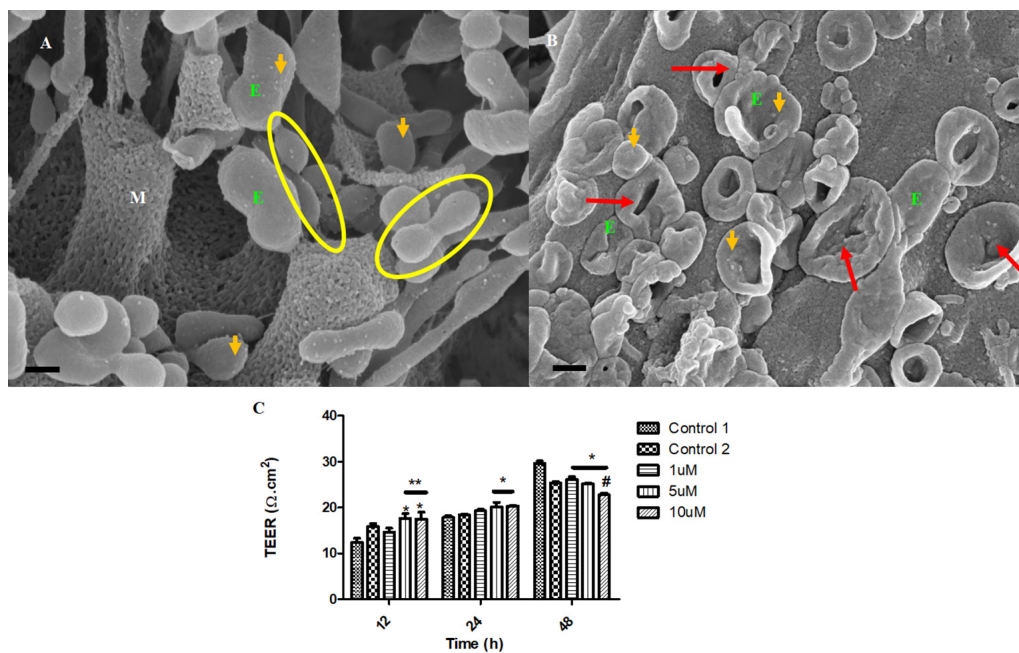 A
E
E
M
B
E
E
E
C
TEER (Ω.cm²)
40
30
20
10
0
**
*
*
*
*
#
12
24
48
Time (h)
Control 1
Control 2
1uM
5uM
10uM